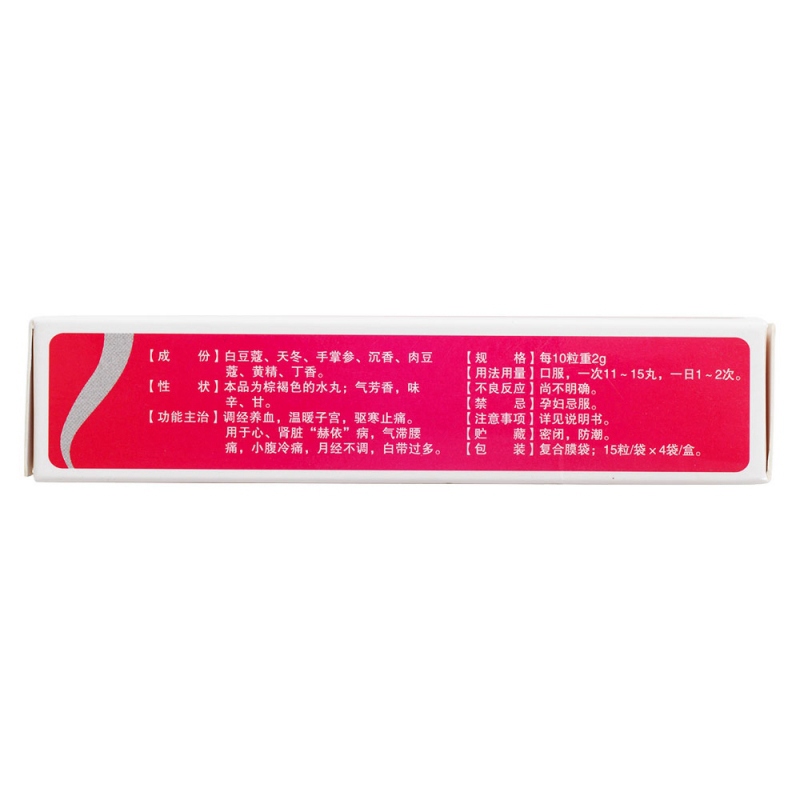 【成　份】白豆蔻、天冬、手掌参、沉香、肉豆
蔻、黄精、丁香。
【性　状】本品为棕褐色的水丸；气芳香，味
辛、甘。
【功能主治】调经养血，温暖子宫，驱寒止痛。
用于心、肾脏“赫依”病，气滞腰
痛，小腹冷痛，月经不调，白带过多。
【规　格】每10粒重2g
【用法用量】口服，一次11～15丸，一日1～2次。
【不良反应】尚不明确。
【禁　忌】孕妇忌服。
【注意事项】详见说明书。
【贮　藏】密闭，防潮。
【包　装】复合膜袋；15粒/袋×4袋/盒。